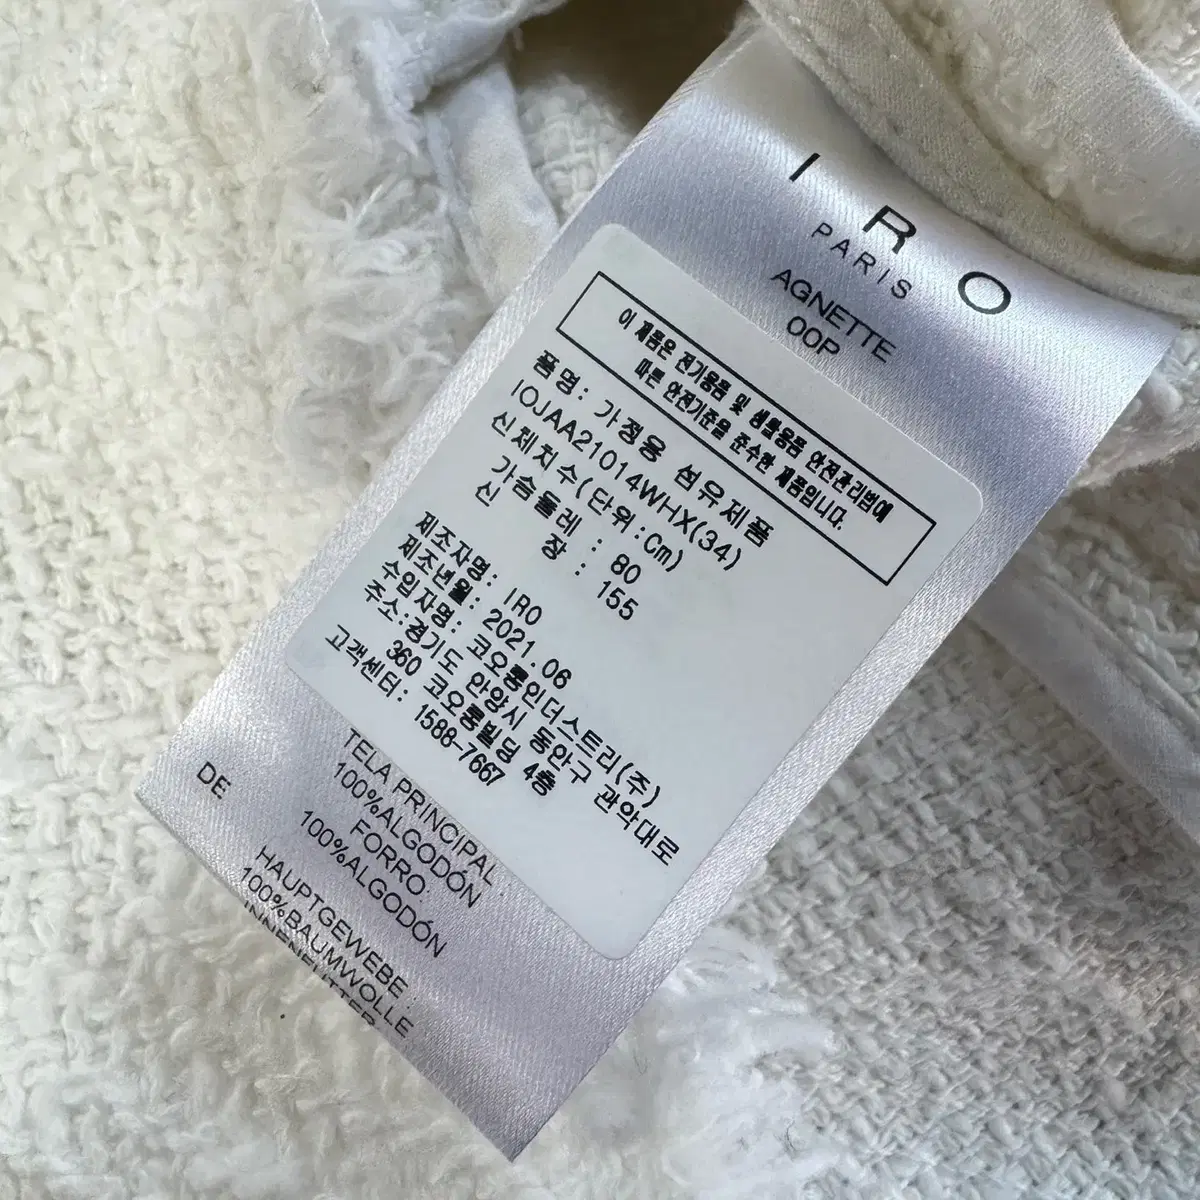 IRO
PARIS
AGNETTE
00P
이 제품은 전기용품 및 생활용품 안전관리법에
따른 안전기준을 준수한 제품입니다.
품명: 가정용 섬유제품
IOJAA21014WHX(34)
신체치수(단위:Cm)
가슴둘레 : 80
신 장 : 155
제조자명: IRO
제조년월: 2021.06
수입자명: 코오롱인더스트리(주)
주소:경기도 안양시 동안구 관악대로
360 코오롱빌딩 4층
고객센터: 1588-7667
TELA PRINCIPAL :
100%ALGODÓN
FORRO :
100%ALGODÓN
DE
HAUPTGEWEBE :
100%BAUMWOLLE
INNENFUTTER